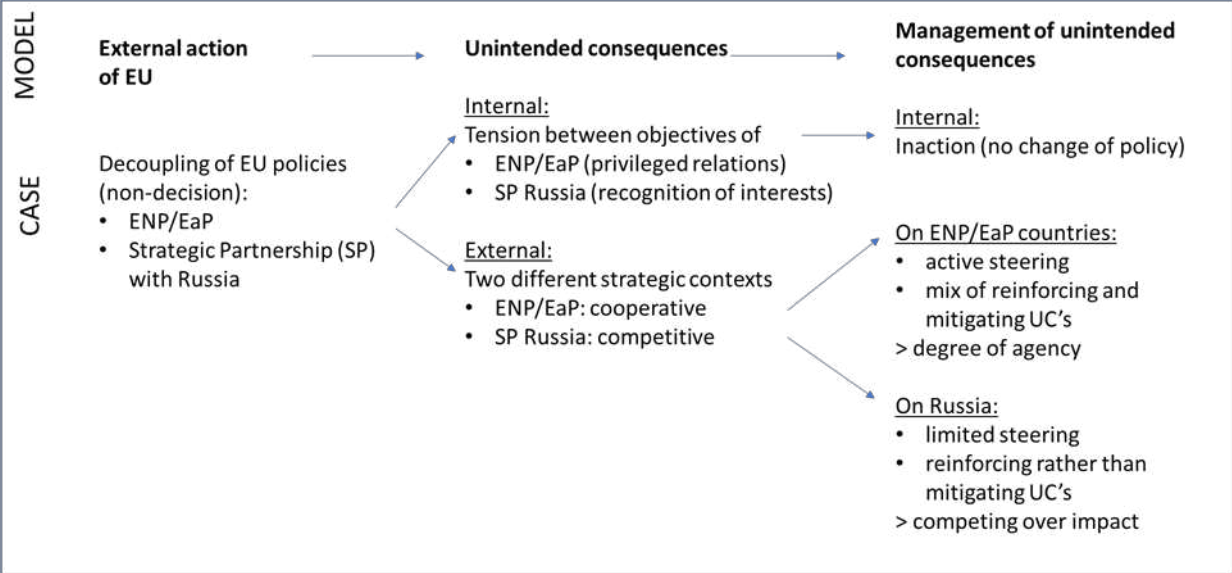 MODEL
External action
of EU
Unintended consequences
Management of unintended
consequences
CASE
Decoupling of EU policies
(non-decision):
• ENP/EaP
• Strategic Partnership (SP)
with Russia
Internal:
Tension between objectives of
• ENP/EaP (privileged relations)
• SP Russia (recognition of interests)
External:
Two different strategic contexts
• ENP/EaP: cooperative
• SP Russia: competitive
Internal:
Inaction (no change of policy)
On ENP/EaP countries:
• active steering
• mix of reinforcing and
mitigating UC's
> degree of agency
On Russia:
• limited steering
• reinforcing rather than
mitigating UC's
> competing over impact